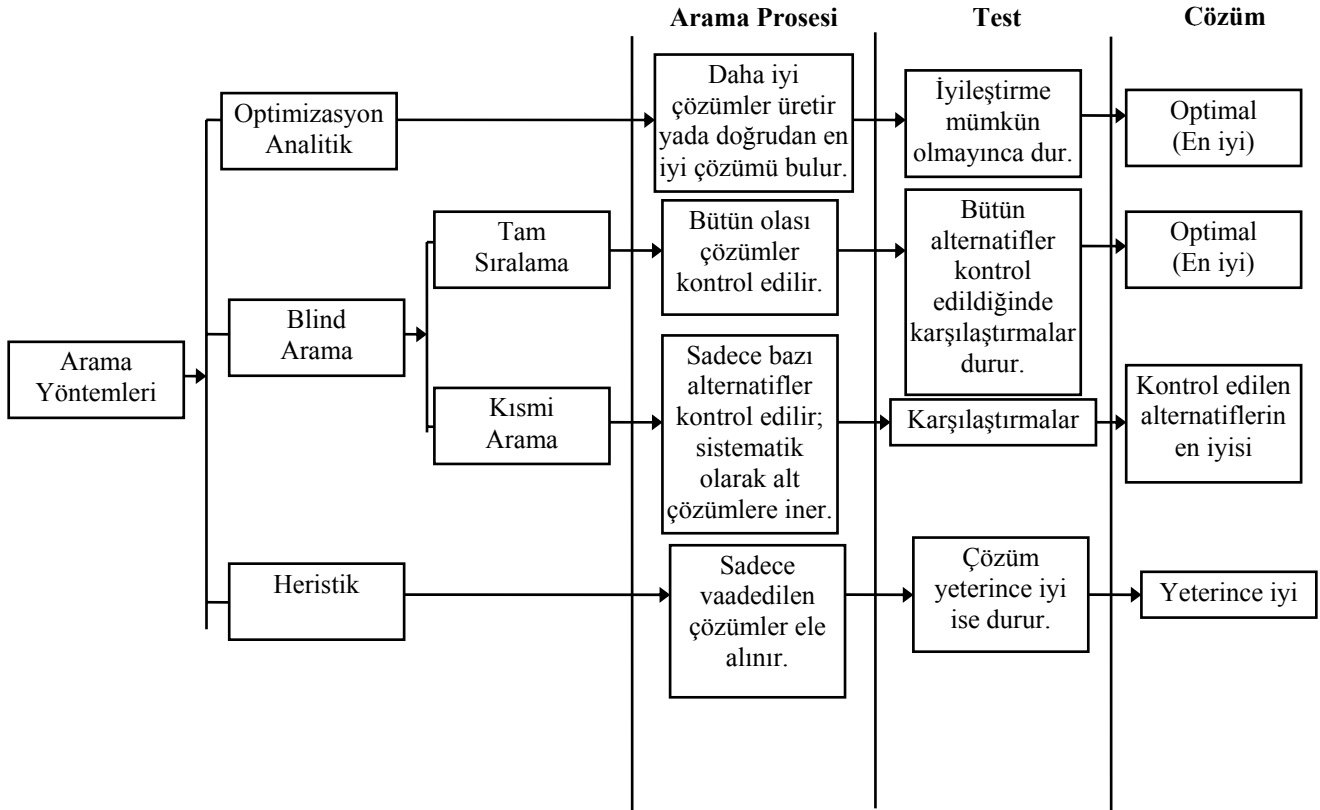 Arama Prosesi
Test
Cözüm
Daha iyi
çözümler üretir
yada doğrudan en
iyi çözümü bulur.
İyileştirme
mümkün
olmayınca dur.
Optimal
(En iyi)
Optimizasyon
Analitik
Tam
Sıralama
Bütün olası
çözümler
kontrol edilir.
Bütün
alternatifler
kontrol
edildiğinde
karşılaştırmalar
durur.
Optimal
(En iyi)
Blind
Arama
Arama
Yöntemleri
Kısmi
Arama
Sadece bazı
alternatifler
kontrol edilir;
sistematik
olarak alt
çözümlere iner.
Karşılaştırmalar
Kontrol edilen
alternatiflerin
en iyisi
Heristik
Sadece
vaadedilen
çözümler ele
alınır.
Çözüm
yeterince iyi
ise durur.
Yeterince iyi